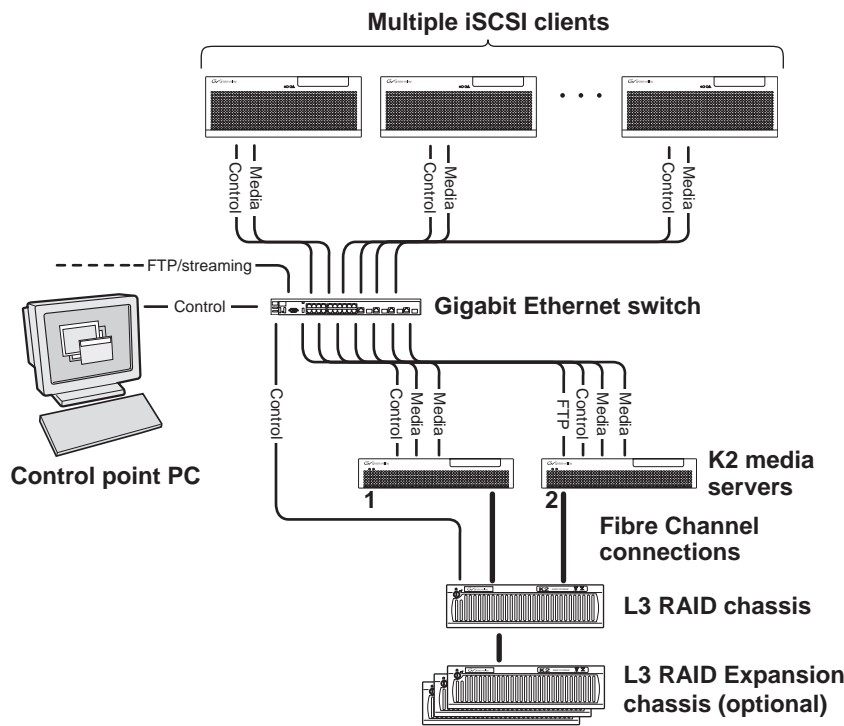 Multiple iSCSI clients
Control
Media
Control
Media
Control
Media
FTP/streaming
Control
Gigabit Ethernet switch
Control
Control
Media
Media
FTP
Control
Media
Media
Control point PC
1
2
K2 media
servers
Fibre Channel
connections
L3 RAID chassis
K2
L3 RAID Expansion
chassis (optional)
K2